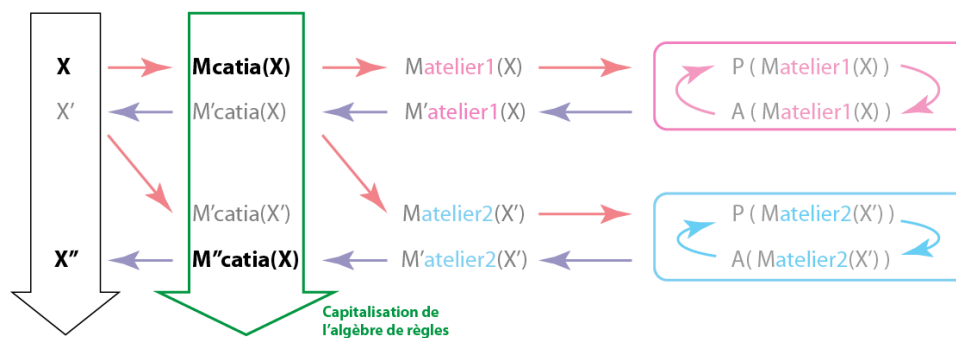 X Mcatia(X) Matelier1(X) P ( Matelier1(X) )
X' M'catia(X) M'atelier1(X) A ( Matelier1(X) )
M'catia(X') Matelier2(X') P ( Matelier2(X') )
X" M"catia(X) M'atelier2(X') A( Matelier2(X') )
Capitalisation de
l'algèbre de règles